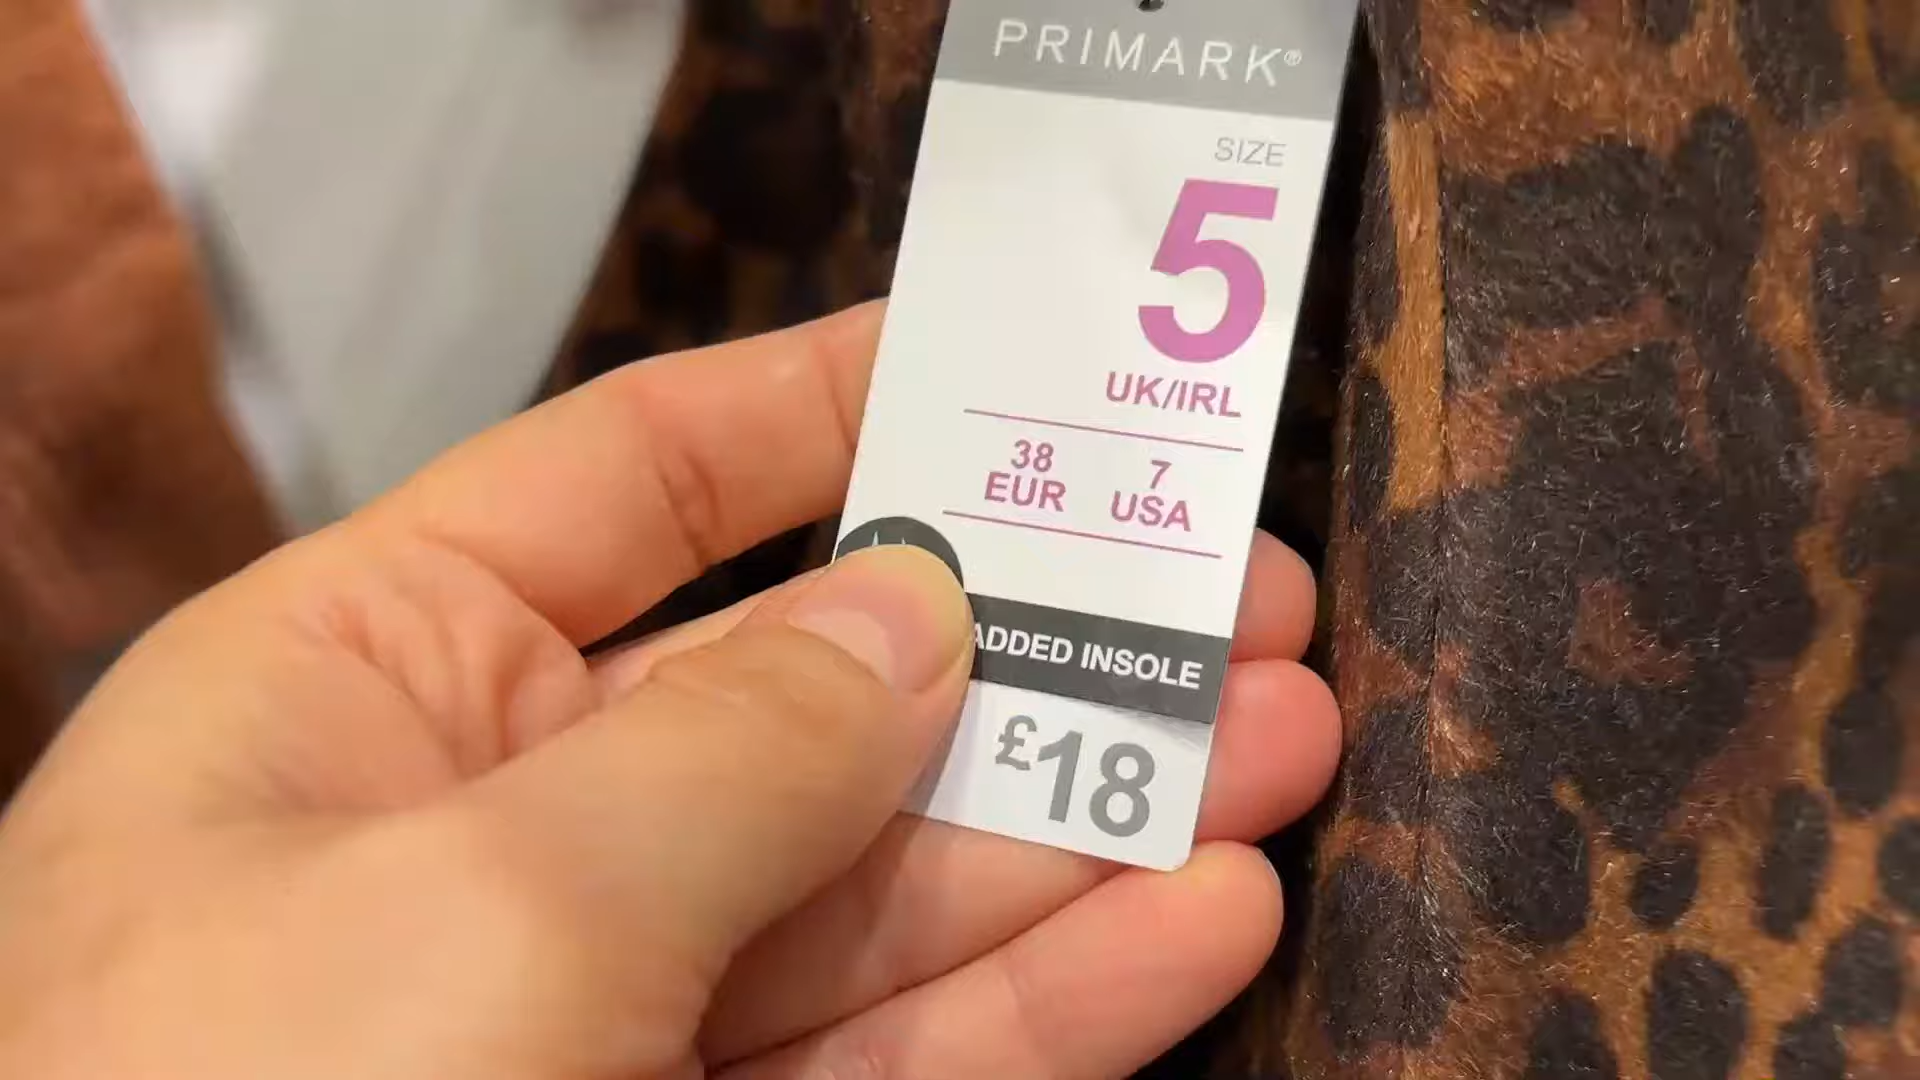 PRIMARK®
SIZE
5
UK/IRL
38 7
EUR USA
ADDED INSOLE
£18